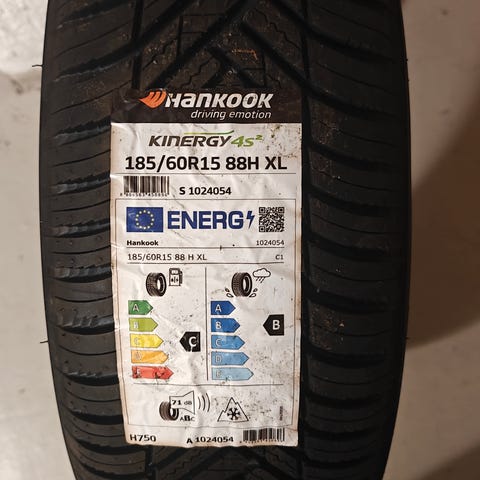 HANKOOK
driving emotion
KINERGY 4S²
185/60R15 88H XL
S 1024054
ENERG
Hankook 1024054
185/60R15 88 H XL C1
A A
B B B
C C C
D D
E E
71 dB
ABC
H750 A 1024054